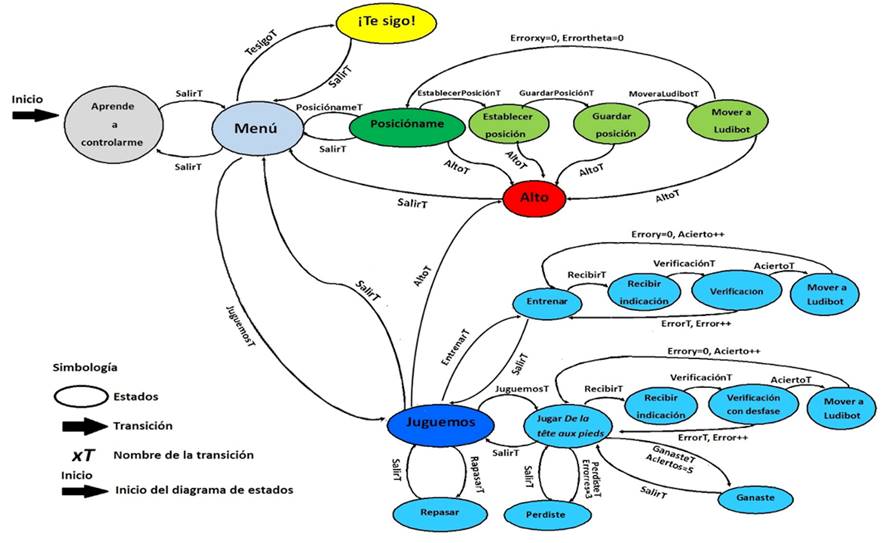 ¡Te sigo!
TesigoT
SalirT
Errorxy=0, Errortheta=0
Inicio
Aprende
a
controlarme
SalirT
SalirT
Menú
PosiciónameT
SalirT
Posicióname
EstablecerPosiciónT
Establecer
posición
GuardarPosiciónT
Guardar
posición
MoveraLudibotT
Mover a
Ludibot
AltoT
AltoT
AltoT
AltoT
Alto
SalirT
JuguemosT
SalirT
AltoT
Errory=0, Acierto++
Entrenar
RecibirT
Recibir
indicación
VerificaciónT
Verificación
AciertoT
Mover a
Ludibot
ErrorT, Error++
EntrenarT
SalirT
Simbología
Estados
Transición
xT
Nombre de la transición
Inicio
Inicio del diagrama de estados
Juguemos
JuguemosT
SalirT
Errory=0, Acierto++
Jugar De la
tête aux pieds
RecibirT
Recibir
indicación
VerificaciónT
Verificación
con desfase
AciertoT
Mover a
Ludibot
ErrorT, Error++
SalirT
RapasarT
Repasar
SalirT
PerdisteT
Errores=3
Perdiste
GanasteT
Aciertos=5
SalirT
Ganaste